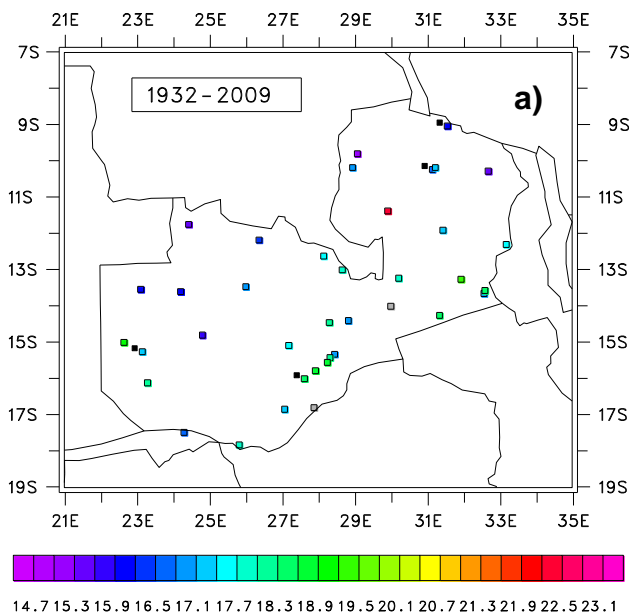 21E 23E 25E 27E 29E 31E 33E 35E
7S 7S
1932-2009 a)
9S 9S
11S 11S
13S 13S
15S 15S
17S 17S
19S 19S
21E 23E 25E 27E 29E 31E 33E 35E
14.7 15.3 15.9 16.5 17.1 17.7 18.3 18.9 19.5 20.1 20.7 21.3 21.9 22.5 23.1